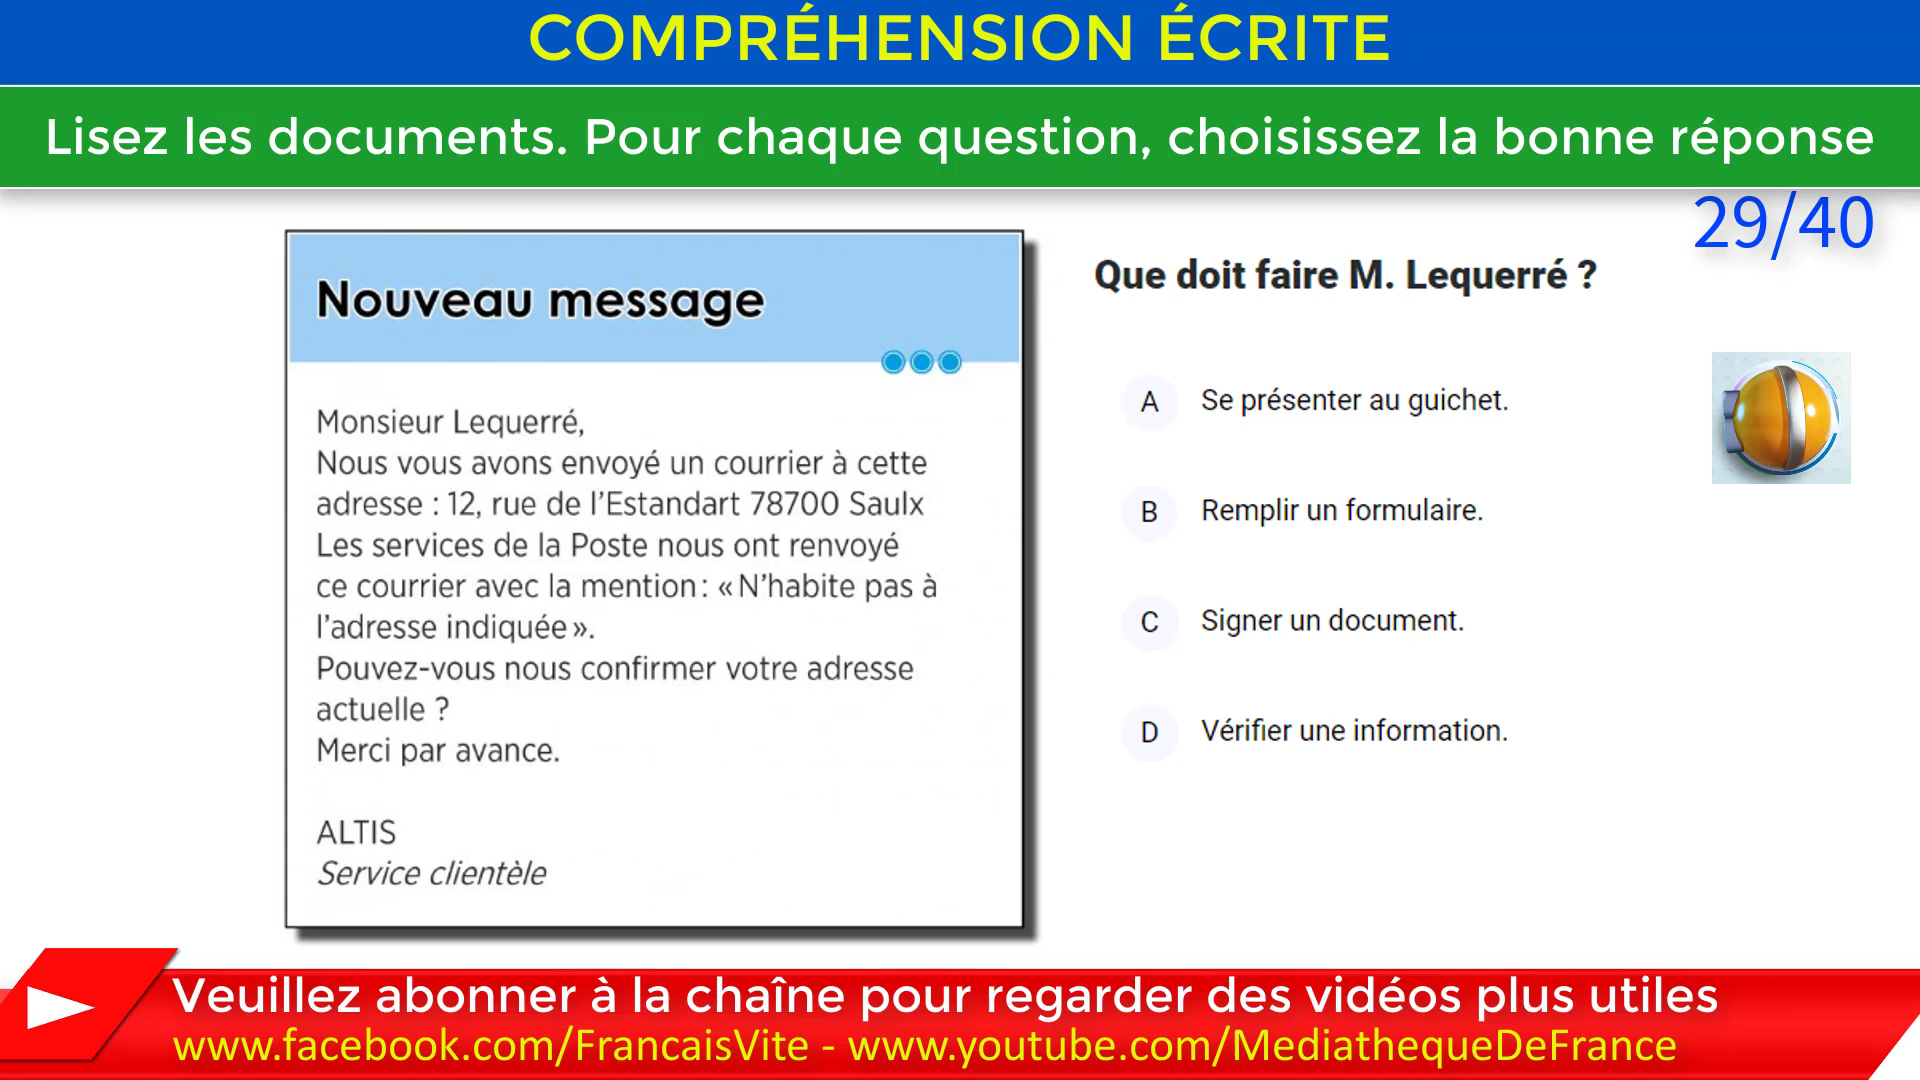 COMPRÉHENSION ÉCRITE
Lisez les documents. Pour chaque question, choisissez la bonne réponse
29/40
Nouveau message
Monsieur Lequerré,
Nous vous avons envoyé un courrier à cette
adresse : 12, rue de l'Estandart 78700 Saulx
Les services de la Poste nous ont renvoyé
ce courrier avec la mention : « N'habite pas à
l'adresse indiquée ».
Pouvez-vous nous confirmer votre adresse
actuelle ?
Merci par avance.
ALTIS
Service clientèle
Que doit faire M. Lequerré ?
A Se présenter au guichet.
B Remplir un formulaire.
C Signer un document.
D Vérifier une information.
Veuillez abonner à la chaîne pour regarder des vidéos plus utiles
www.facebook.com/FrancaisVite - www.youtube.com/MediathequeDeFrance